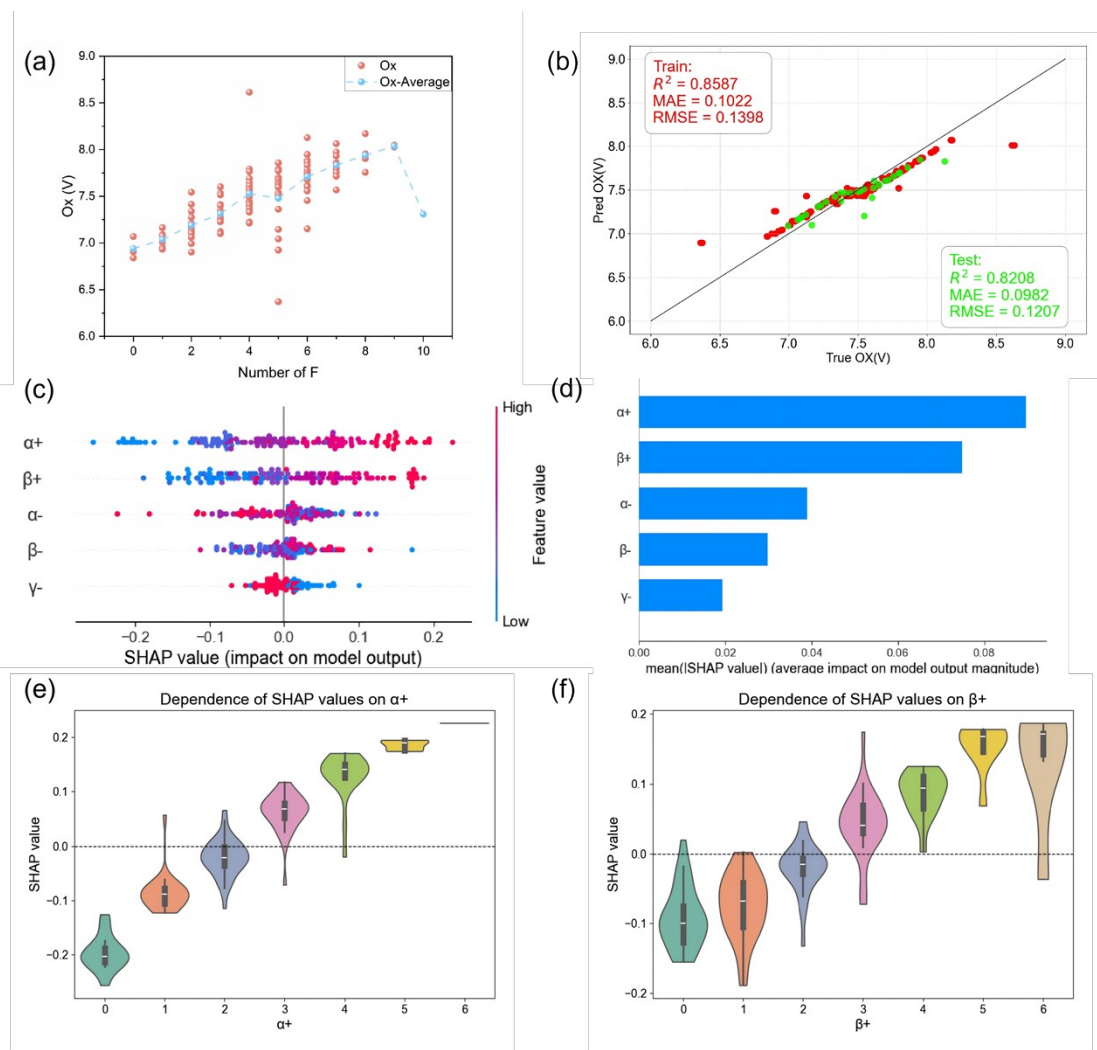 (a)
9.0
8.5
8.0
7.5
7.0
6.5
6.0
Ox (V)
Ox
Ox-Average
0 2 4 6 8 10
Number of F
(b)
9.0
8.5
8.0
7.5
7.0
6.5
6.0
Pred OX(V)
Train:
R² = 0.8587
MAE = 0.1022
RMSE = 0.1398
Test:
R² = 0.8208
MAE = 0.0982
RMSE = 0.1207
6.0 6.5 7.0 7.5 8.0 8.5 9.0
True OX(V)
(c)
α+
β+
α-
β-
γ-
High
Feature value
Low
−0.2 −0.1 0.0 0.1 0.2
SHAP value (impact on model output)
(d)
α+
β+
α-
β-
γ-
0.00 0.02 0.04 0.06 0.08
mean(|SHAP value|) (average impact on model output magnitude)
(e)
Dependence of SHAP values on α+
0.2
0.1
0.0
−0.1
−0.2
SHAP value
0 1 2 3 4 5 6
α+
(f)
Dependence of SHAP values on β+
0.2
0.1
0.0
−0.1
−0.2
SHAP value
0 1 2 3 4 5 6
β+